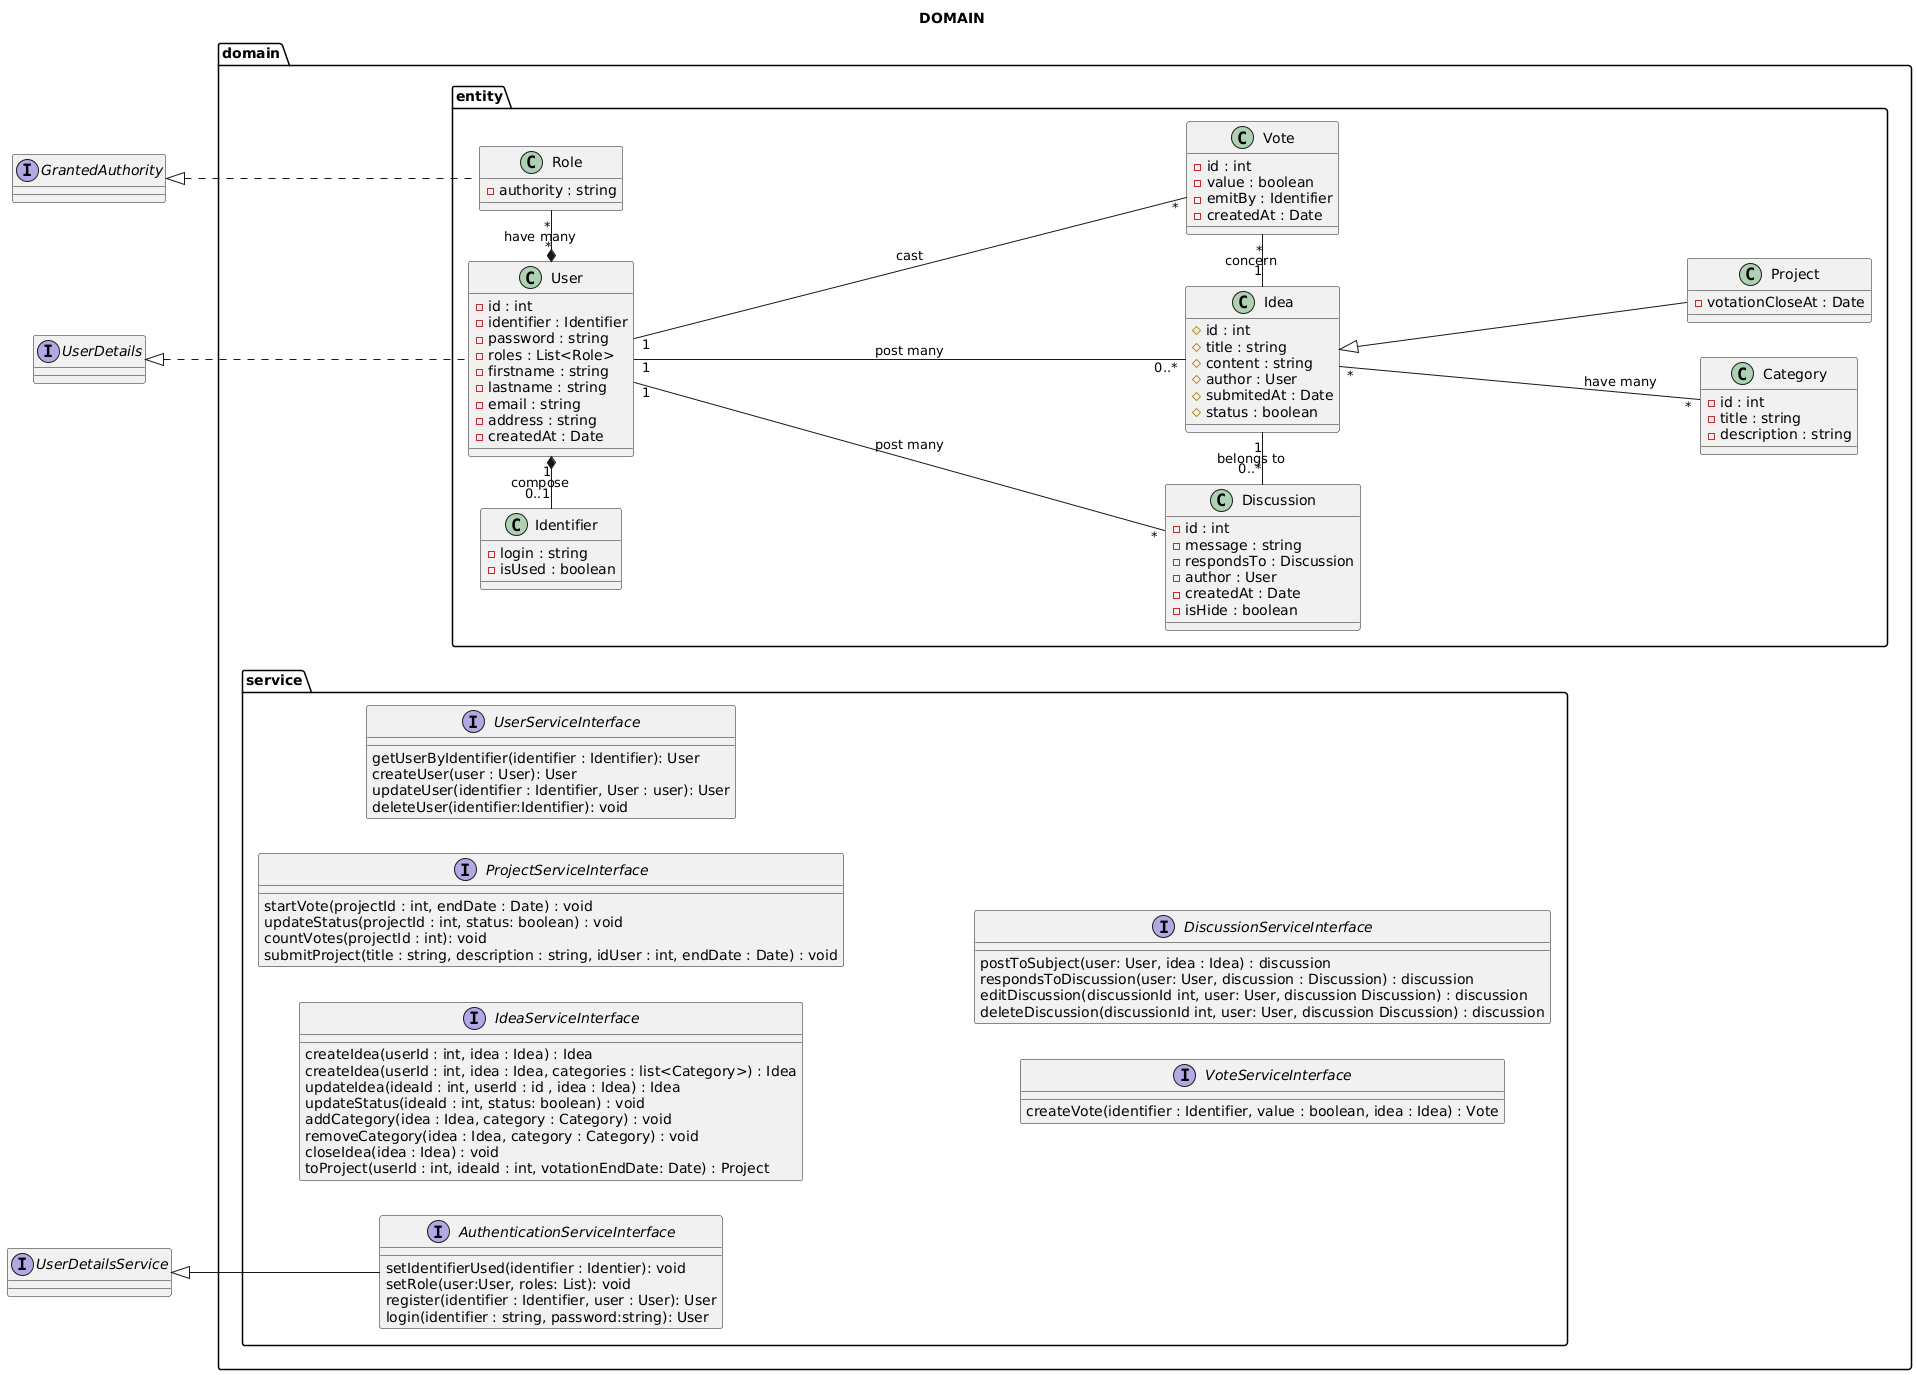 DOMAIN
domain
entity
GrantedAuthority
Role
authority : string
*
have many
*
UserDetails
User
id : int
identifier : Identifier
password : string
roles : List<Role>
firstname : string
lastname : string
email : string
address : string
createdAt : Date
1
compose
0..1
Identifier
login : string
isUsed : boolean
1
cast
*
1
post many
0..*
1
post many
*
Vote
id : int
value : boolean
emitBy : Identifier
createdAt : Date
*
concern
1
Idea
id : int
title : string
content : string
author : User
submitedAt : Date
status : boolean
1
belongs to
0..*
Discussion
id : int
message : string
respondsTo : Discussion
author : User
createdAt : Date
isHide : boolean
Project
votationCloseAt : Date
*
have many
*
Category
id : int
title : string
description : string
service
UserServiceInterface
getUserByIdentifier(identifier : Identifier): User
createUser(user : User): User
updateUser(identifier : Identifier, User : user): User
deleteUser(identifier:Identifier): void
ProjectServiceInterface
startVote(projectId : int, endDate : Date) : void
updateStatus(projectId : int, status: boolean) : void
countVotes(projectId : int): void
submitProject(title : string, description : string, idUser : int, endDate : Date) : void
IdeaServiceInterface
createIdea(userId : int, idea : Idea) : Idea
createIdea(userId : int, idea : Idea, categories : list<Category>) : Idea
updateIdea(ideaId : int, userId : id , idea : Idea) : Idea
updateStatus(ideaId : int, status: boolean) : void
addCategory(idea : Idea, category : Category) : void
removeCategory(idea : Idea, category : Category) : void
closeIdea(idea : Idea) : void
toProject(userId : int, ideaId : int, votationEndDate: Date) : Project
DiscussionServiceInterface
postToSubject(user: User, idea : Idea) : discussion
respondsToDiscussion(user: User, discussion : Discussion) : discussion
editDiscussion(discussionId int, user: User, discussion Discussion) : discussion
deleteDiscussion(discussionId int, user: User, discussion Discussion) : discussion
VoteServiceInterface
createVote(identifier : Identifier, value : boolean, idea : Idea) : Vote
UserDetailsService
AuthenticationServiceInterface
setIdentifierUsed(identifier : Identier): void
setRole(user:User, roles: List): void
register(identifier : Identifier, user : User): User
login(identifier : string, password:string): User